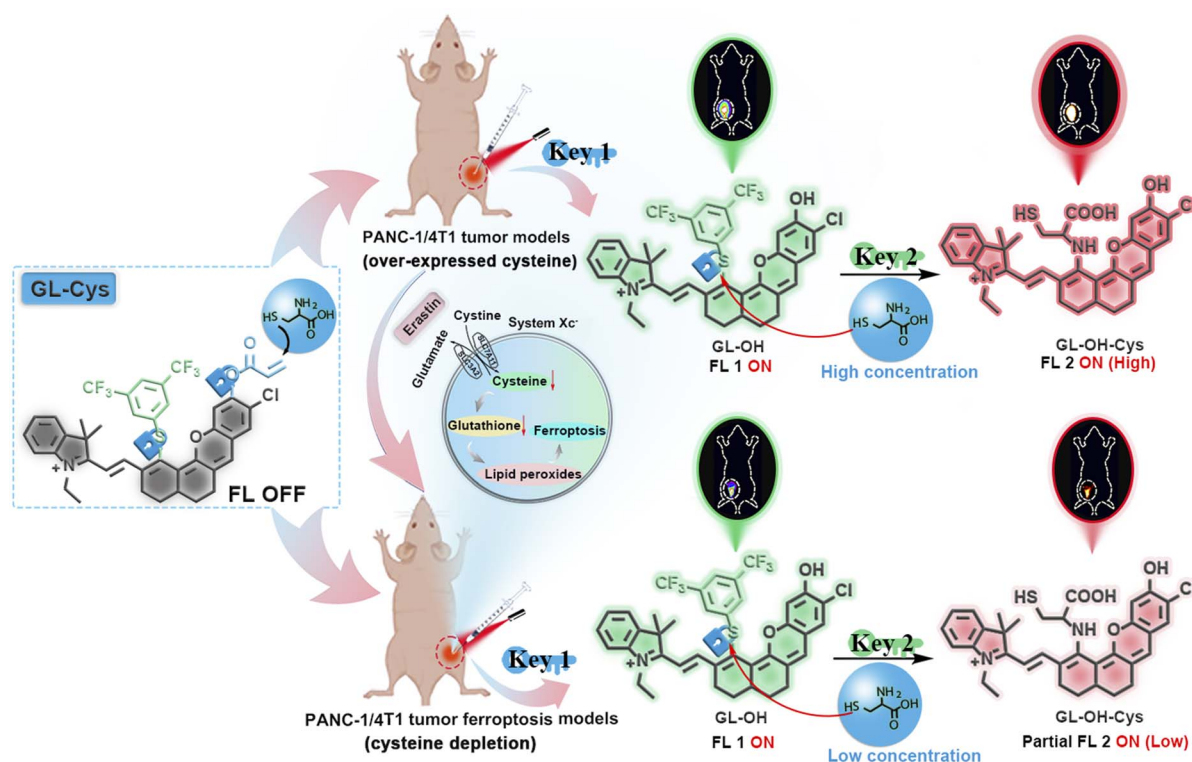 GL-Cys
NH2
HS
OH
O
O
CF3
CF3
O
Cl
N
+
FL OFF
PANC-1/4T1 tumor models
(over-expressed cysteine)
Key 1
Erastin
Cystine
System Xc-
Glutamate
SLC7A11
SLC3A2
Cysteine
Glutathione
Ferroptosis
Lipid peroxides
PANC-1/4T1 tumor ferroptosis models
(cysteine depletion)
Key 1
CF3
CF3
OH
Cl
S
O
N
+
GL-OH
FL 1 ON
Key 2
NH2
HS
OH
O
High concentration
OH
HS
COOH
Cl
NH
O
N
+
GL-OH-Cys
FL 2 ON (High)
CF3
CF3
OH
Cl
S
O
N
+
GL-OH
FL 1 ON
Key 2
NH2
HS
OH
O
Low concentration
OH
HS
COOH
NH
O
N
+
GL-OH-Cys
Partial FL 2 ON (Low)